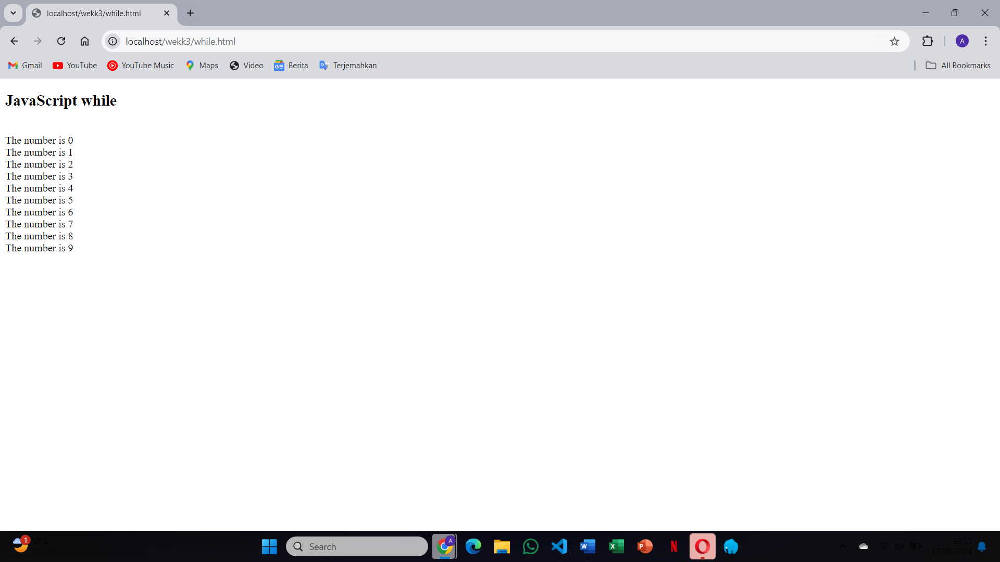 localhost/wekk3/while.html
localhost/wekk3/while.html
A
Gmail YouTube YouTube Music Maps Video Berita Terjemahkan All Bookmarks
JavaScript while
The number is 0
The number is 1
The number is 2
The number is 3
The number is 4
The number is 5
The number is 6
The number is 7
The number is 8
The number is 9
1
21°C
Cerah
Search
19:55
17/09/2024